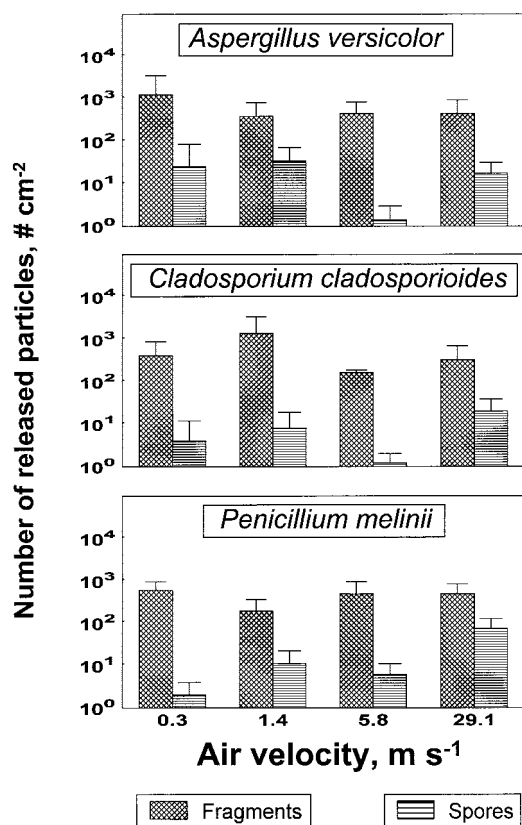 Number of released particles, # cm⁻²
Aspergillus versicolor
10⁴
10³
10²
10¹
10⁰
Cladosporium cladosporioides
10⁴
10³
10²
10¹
10⁰
Penicillium melinii
10⁴
10³
10²
10¹
10⁰
0.3 1.4 5.8 29.1
Air velocity, m s⁻¹
Fragments Spores